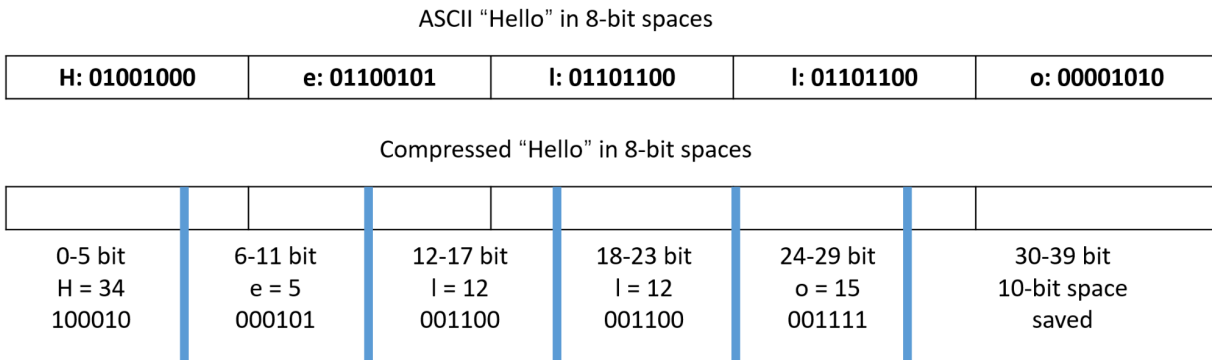 ASCII “Hello” in 8-bit spaces
H: 01001000 e: 01100101 l: 01101100 l: 01101100 o: 00001010
Compressed “Hello” in 8-bit spaces
0-5 bit 6-11 bit 12-17 bit 18-23 bit 24-29 bit 30-39 bit
H = 34 e = 5 l = 12 l = 12 o = 15 10-bit space
100010 000101 001100 001100 001111 saved